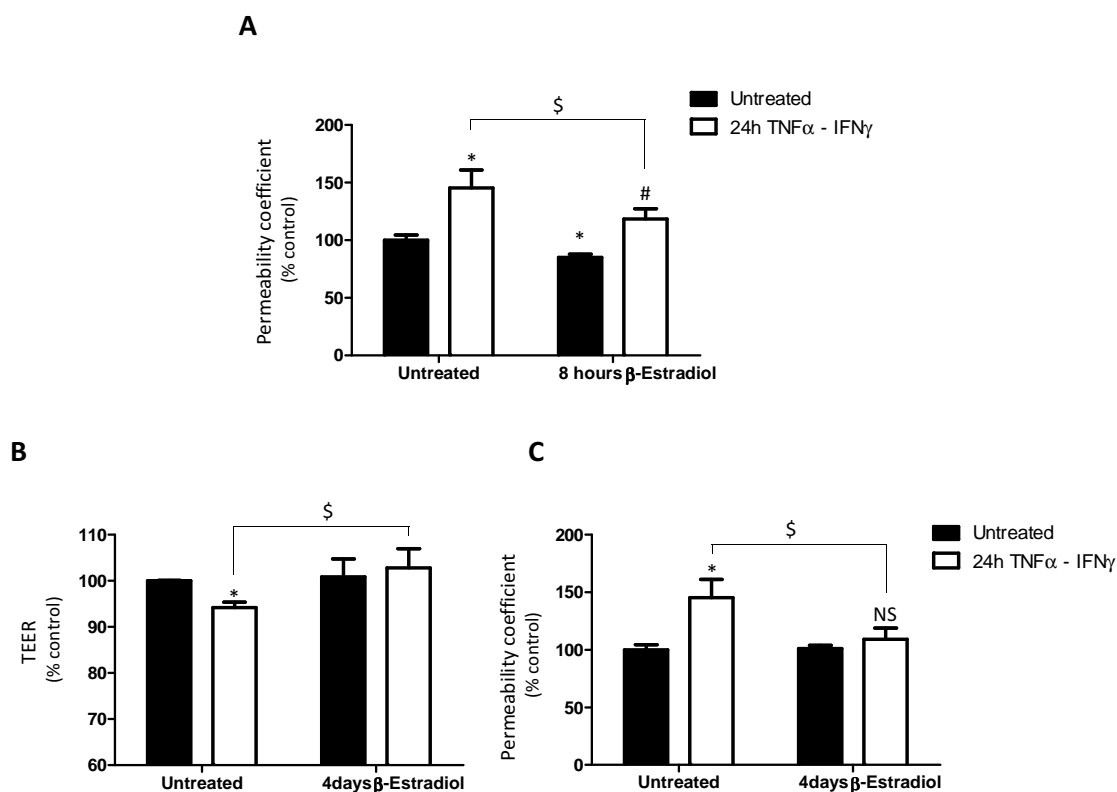 A
Untreated
24h TNFα - IFNγ
$
200
150
100
50
0
*
*
#
Permeability coefficient
(% control)
Untreated
8 hours β-Estradiol
B
C
$
110
100
90
80
70
60
*
TEER
(% control)
Untreated
4days β-Estradiol
Untreated
24h TNFα - IFNγ
$
200
150
100
50
0
*
NS
Permeability coefficient
(% control)
Untreated
4days β-Estradiol